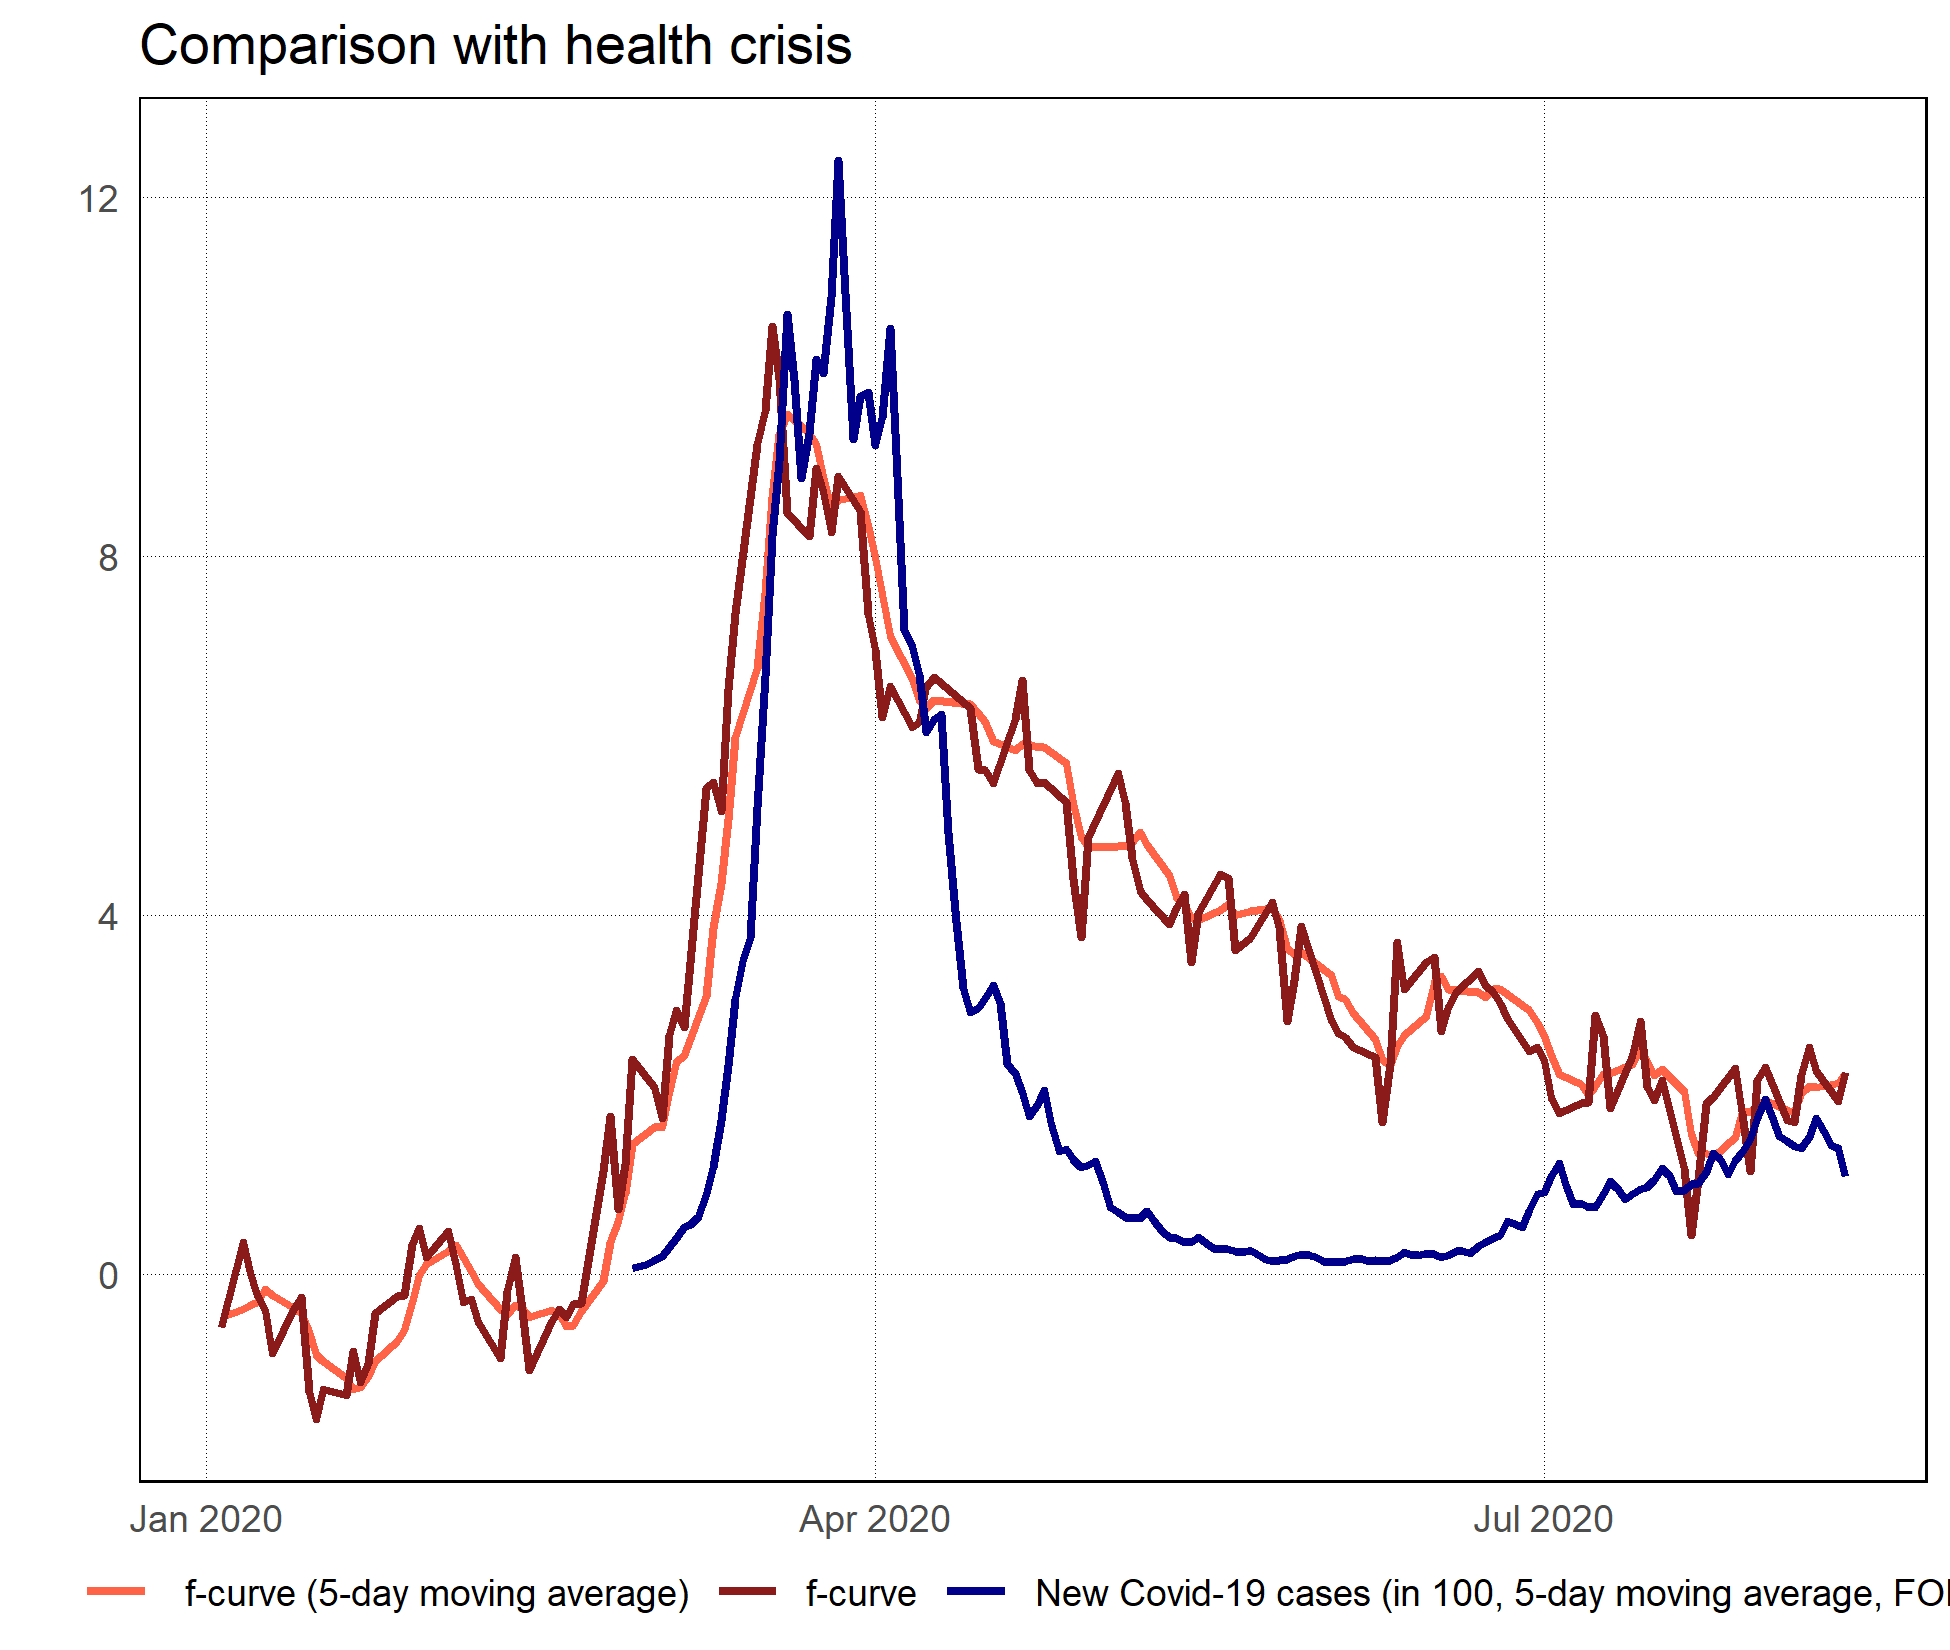 Comparison with health crisis
12
8
4
0
Jan 2020 Apr 2020 Jul 2020
f-curve (5-day moving average) f-curve New Covid-19 cases (in 100, 5-day moving average,